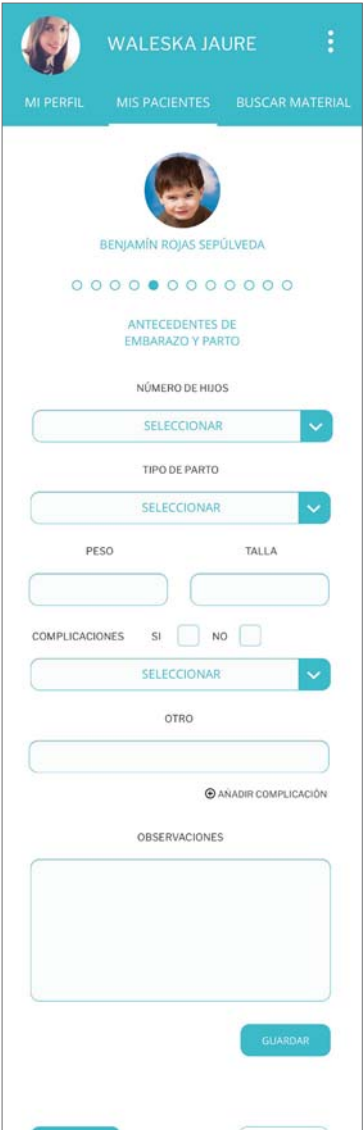 WALESKA JAURE
MI PERFIL MIS PACIENTES BUSCAR MATERIAL
BENJAMÍN ROJAS SEPÚLVEDA
ANTECEDENTES DE
EMBARAZO Y PARTO
NÚMERO DE HIJOS
SELECCIONAR
TIPO DE PARTO
SELECCIONAR
PESO TALLA
COMPLICACIONES SI NO
SELECCIONAR
OTRO
AÑADIR COMPLICACIÓN
OBSERVACIONES
GUARDAR